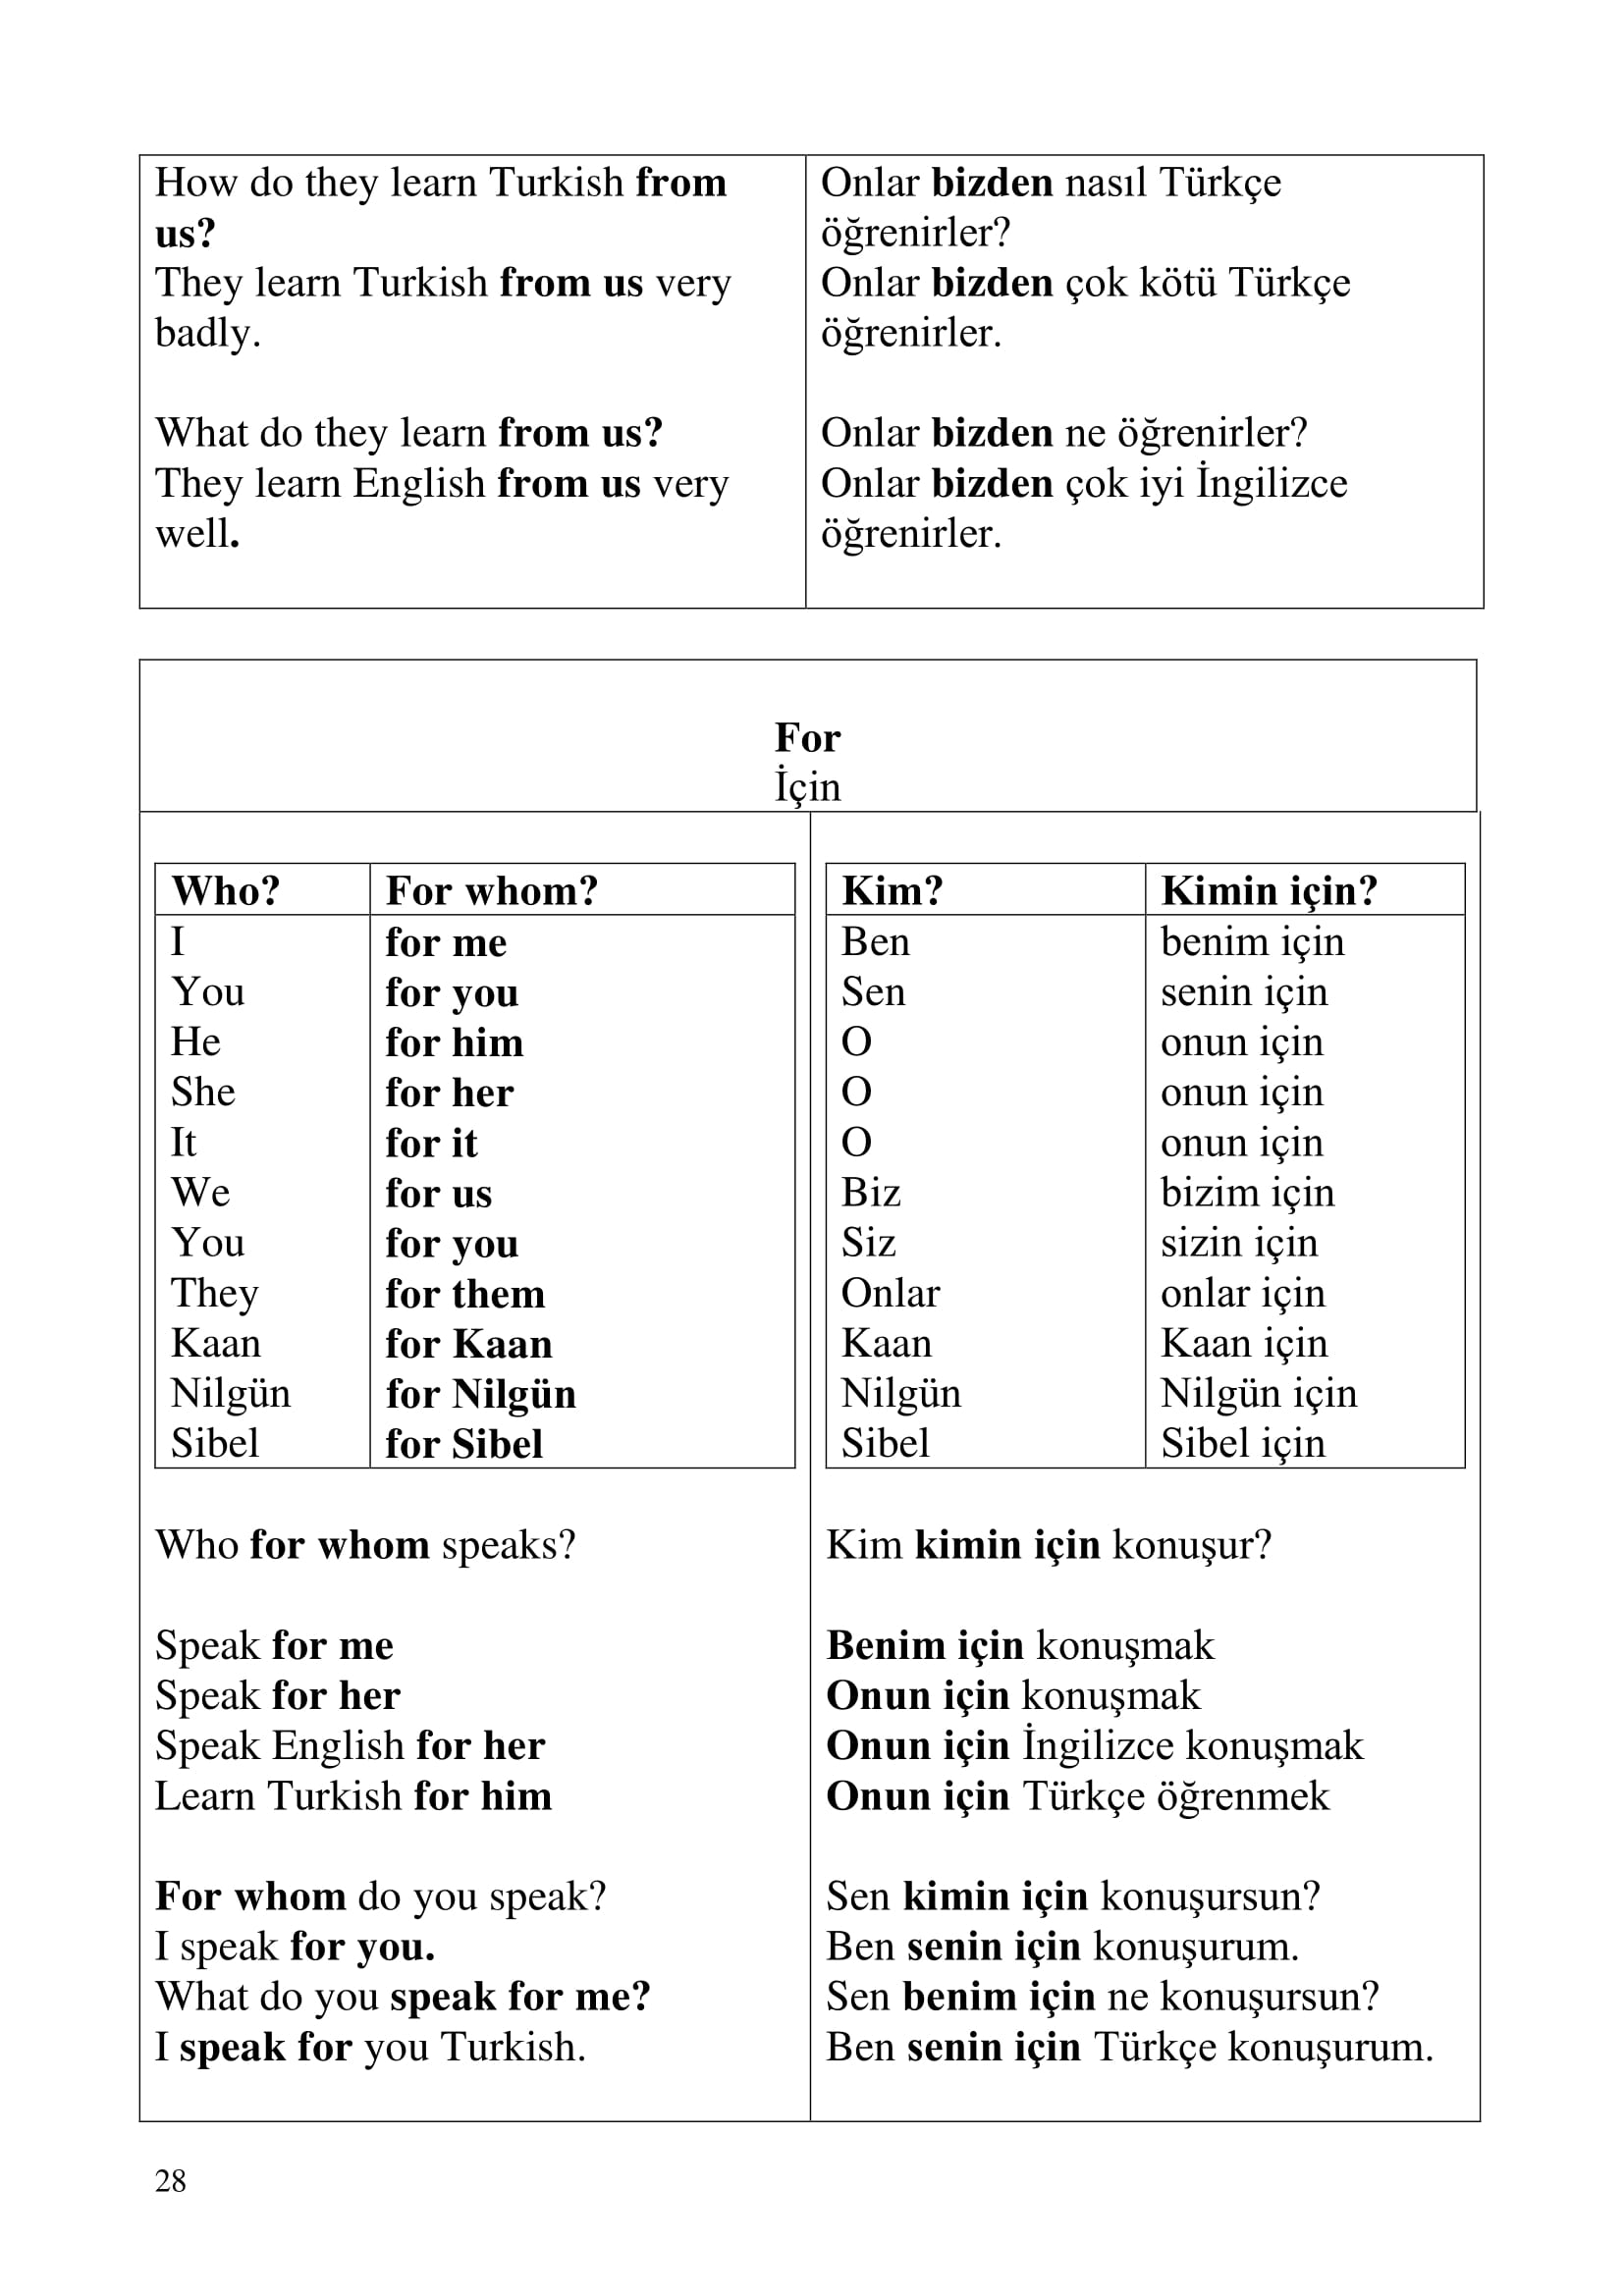 How do they learn Turkish from
us?
They learn Turkish from us very
badly.
What do they learn from us?
They learn English from us very
well.
Onlar bizden nasıl Türkçe
öğrenirler?
Onlar bizden çok kötü Türkçe
öğrenirler.
Onlar bizden ne öğrenirler?
Onlar bizden çok iyi İngilizce
öğrenirler.
For
İçin
Who? For whom?
I for me
You for you
He for him
She for her
It for it
We for us
You for you
They for them
Kaan for Kaan
Nilgün for Nilgün
Sibel for Sibel
Who for whom speaks?
Speak for me
Speak for her
Speak English for her
Learn Turkish for him
For whom do you speak?
I speak for you.
What do you speak for me?
I speak for you Turkish.
Kim? Kimin için?
Ben benim için
Sen senin için
O onun için
O onun için
O onun için
Biz bizim için
Siz sizin için
Onlar onlar için
Kaan Kaan için
Nilgün Nilgün için
Sibel Sibel için
Kim kimin için konuşur?
Benim için konuşmak
Onun için konuşmak
Onun için İngilizce konuşmak
Onun için Türkçe öğrenmek
Sen kimin için konuşursun?
Ben senin için konuşurum.
Sen benim için ne konuşursun?
Ben senin için Türkçe konuşurum.
28